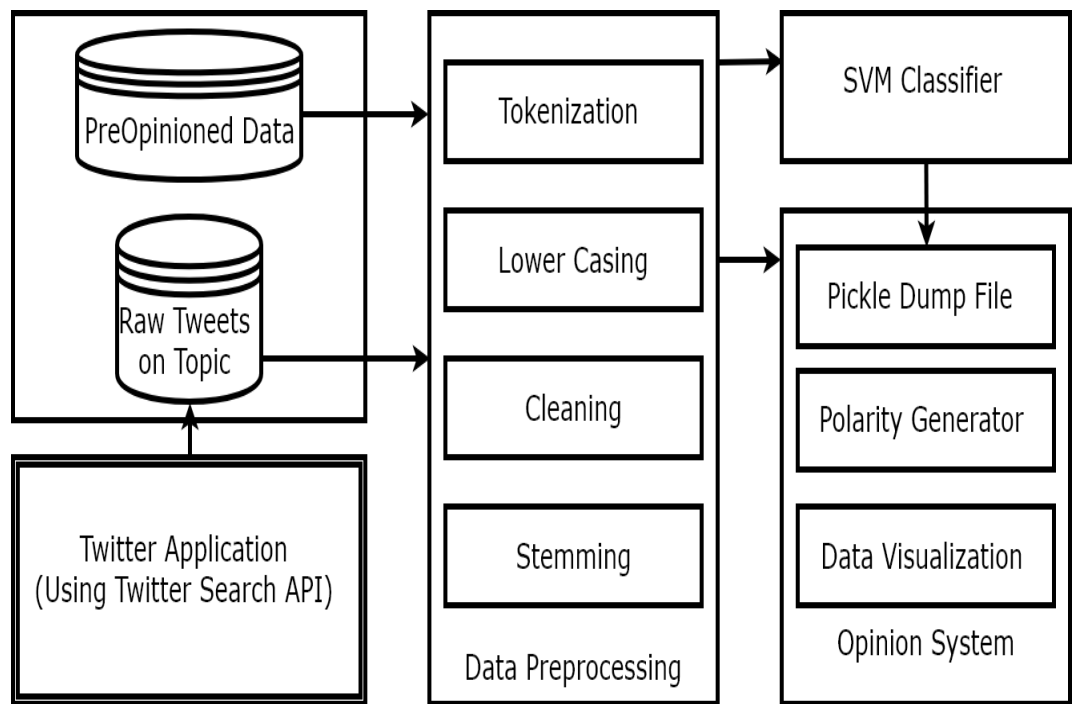 PreOpinioned Data
Raw Tweets
on Topic
Twitter Application
(Using Twitter Search API)
Tokenization
Lower Casing
Cleaning
Stemming
Data Preprocessing
SVM Classifier
Pickle Dump File
Polarity Generator
Data Visualization
Opinion System